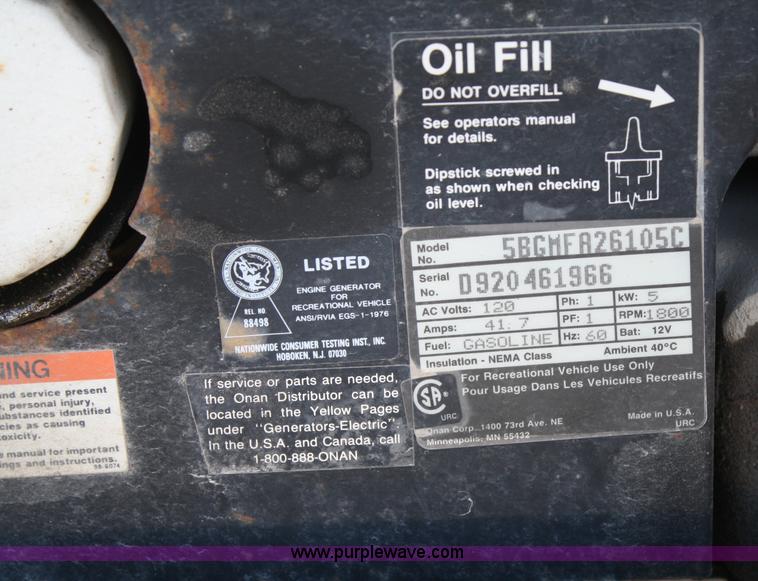 Oil Fill
DO NOT OVERFILL
See operators manual
for details.
Dipstick screwed in
as shown when checking
oil level.
LISTED
ENGINE GENERATOR
FOR
RECREATIONAL VEHICLE
ANSI/RVIA EGS-1-1976
REL NO
88498
NATIONWIDE CONSUMER TESTING INST., INC.
HOBOKEN, N.J. 07030
Model No. 5BGMFA26105C
Serial No. D920461966
AC Volts: 120 Ph: 1 kW: 5
Amps: 41.7 PF: 1 RPM: 1800
Fuel: GASOLINE Hz: 60 Bat: 12V
Insulation - NEMA Class Ambient 40°C
For Recreational Vehicle Use Only
Pour Usage Dans Les Vehicules Recreatifs
URC
Onan Corp. 1400 73rd Ave. NE
Minneapolis, MN 55432
Made in U.S.A.
URC
If service or parts are needed,
the Onan Distributor can be
located in the Yellow Pages
under "Generators-Electric".
In the U.S.A. and Canada, call
1-800-888-ONAN
NING
and service present
, personal injury,
ubstances identified
cies as causing
toxicity.
e manual for important
ngs and instructions.
www.purplewave.com